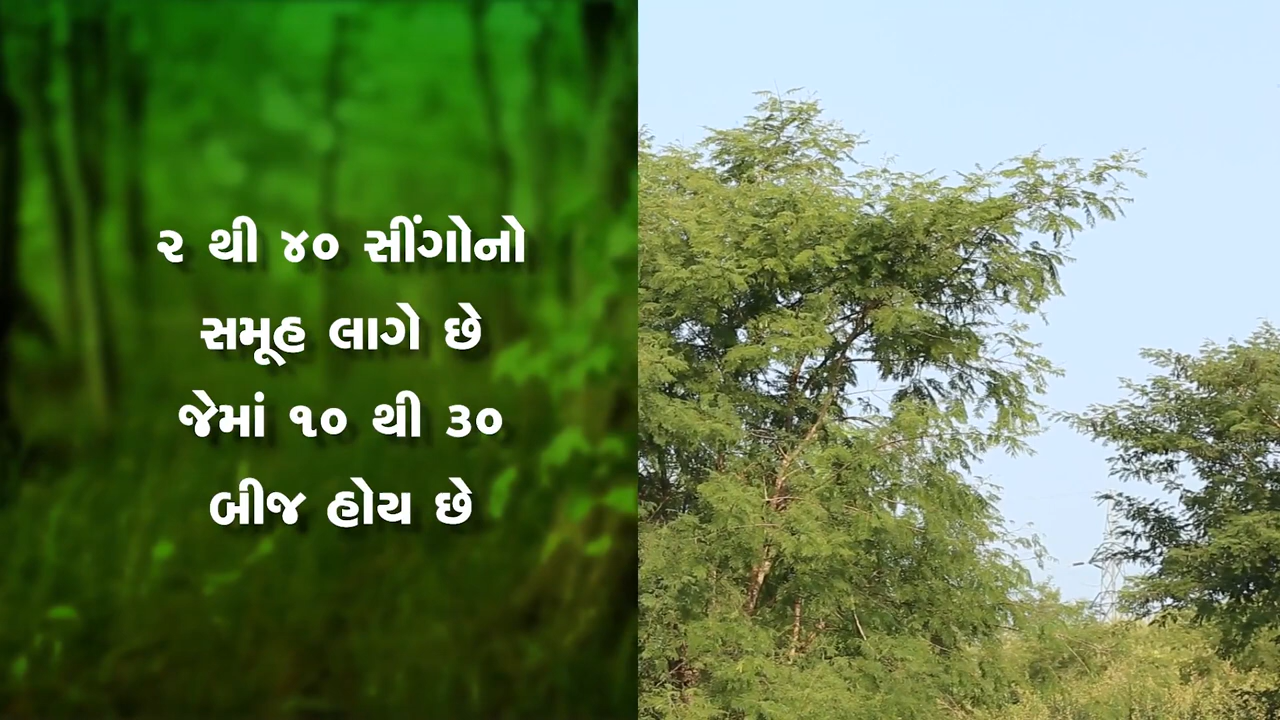 ૨ થી ૪૦ સીંગોનો
સમૂહ લાગે છે
જેમાં ૧૦ થી ૩૦
બીજ હોય છે